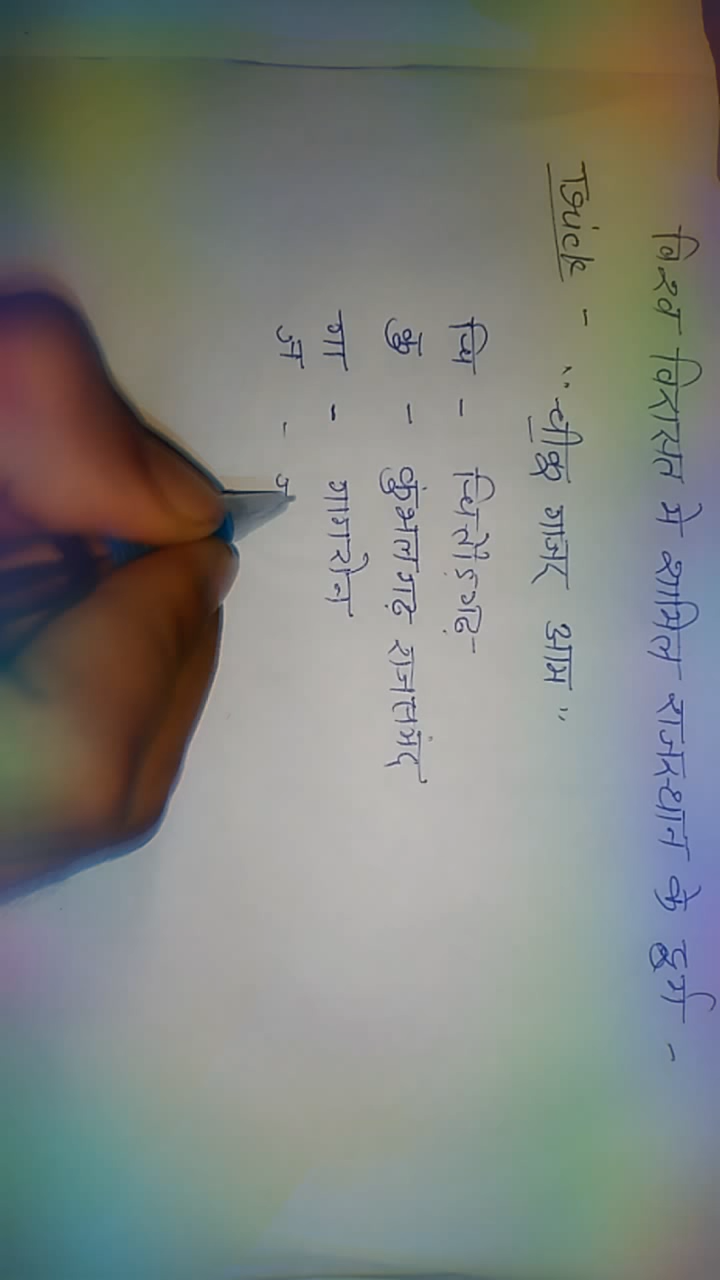 विश्व विरासत मे शामिल राजस्थान के दुर्ग -
Trick - "चीकू गाजर आम"
चि - चित्तौड़गढ़
कु - कुंभलगढ़ राजसमंद
गा - गागरोन
ज -